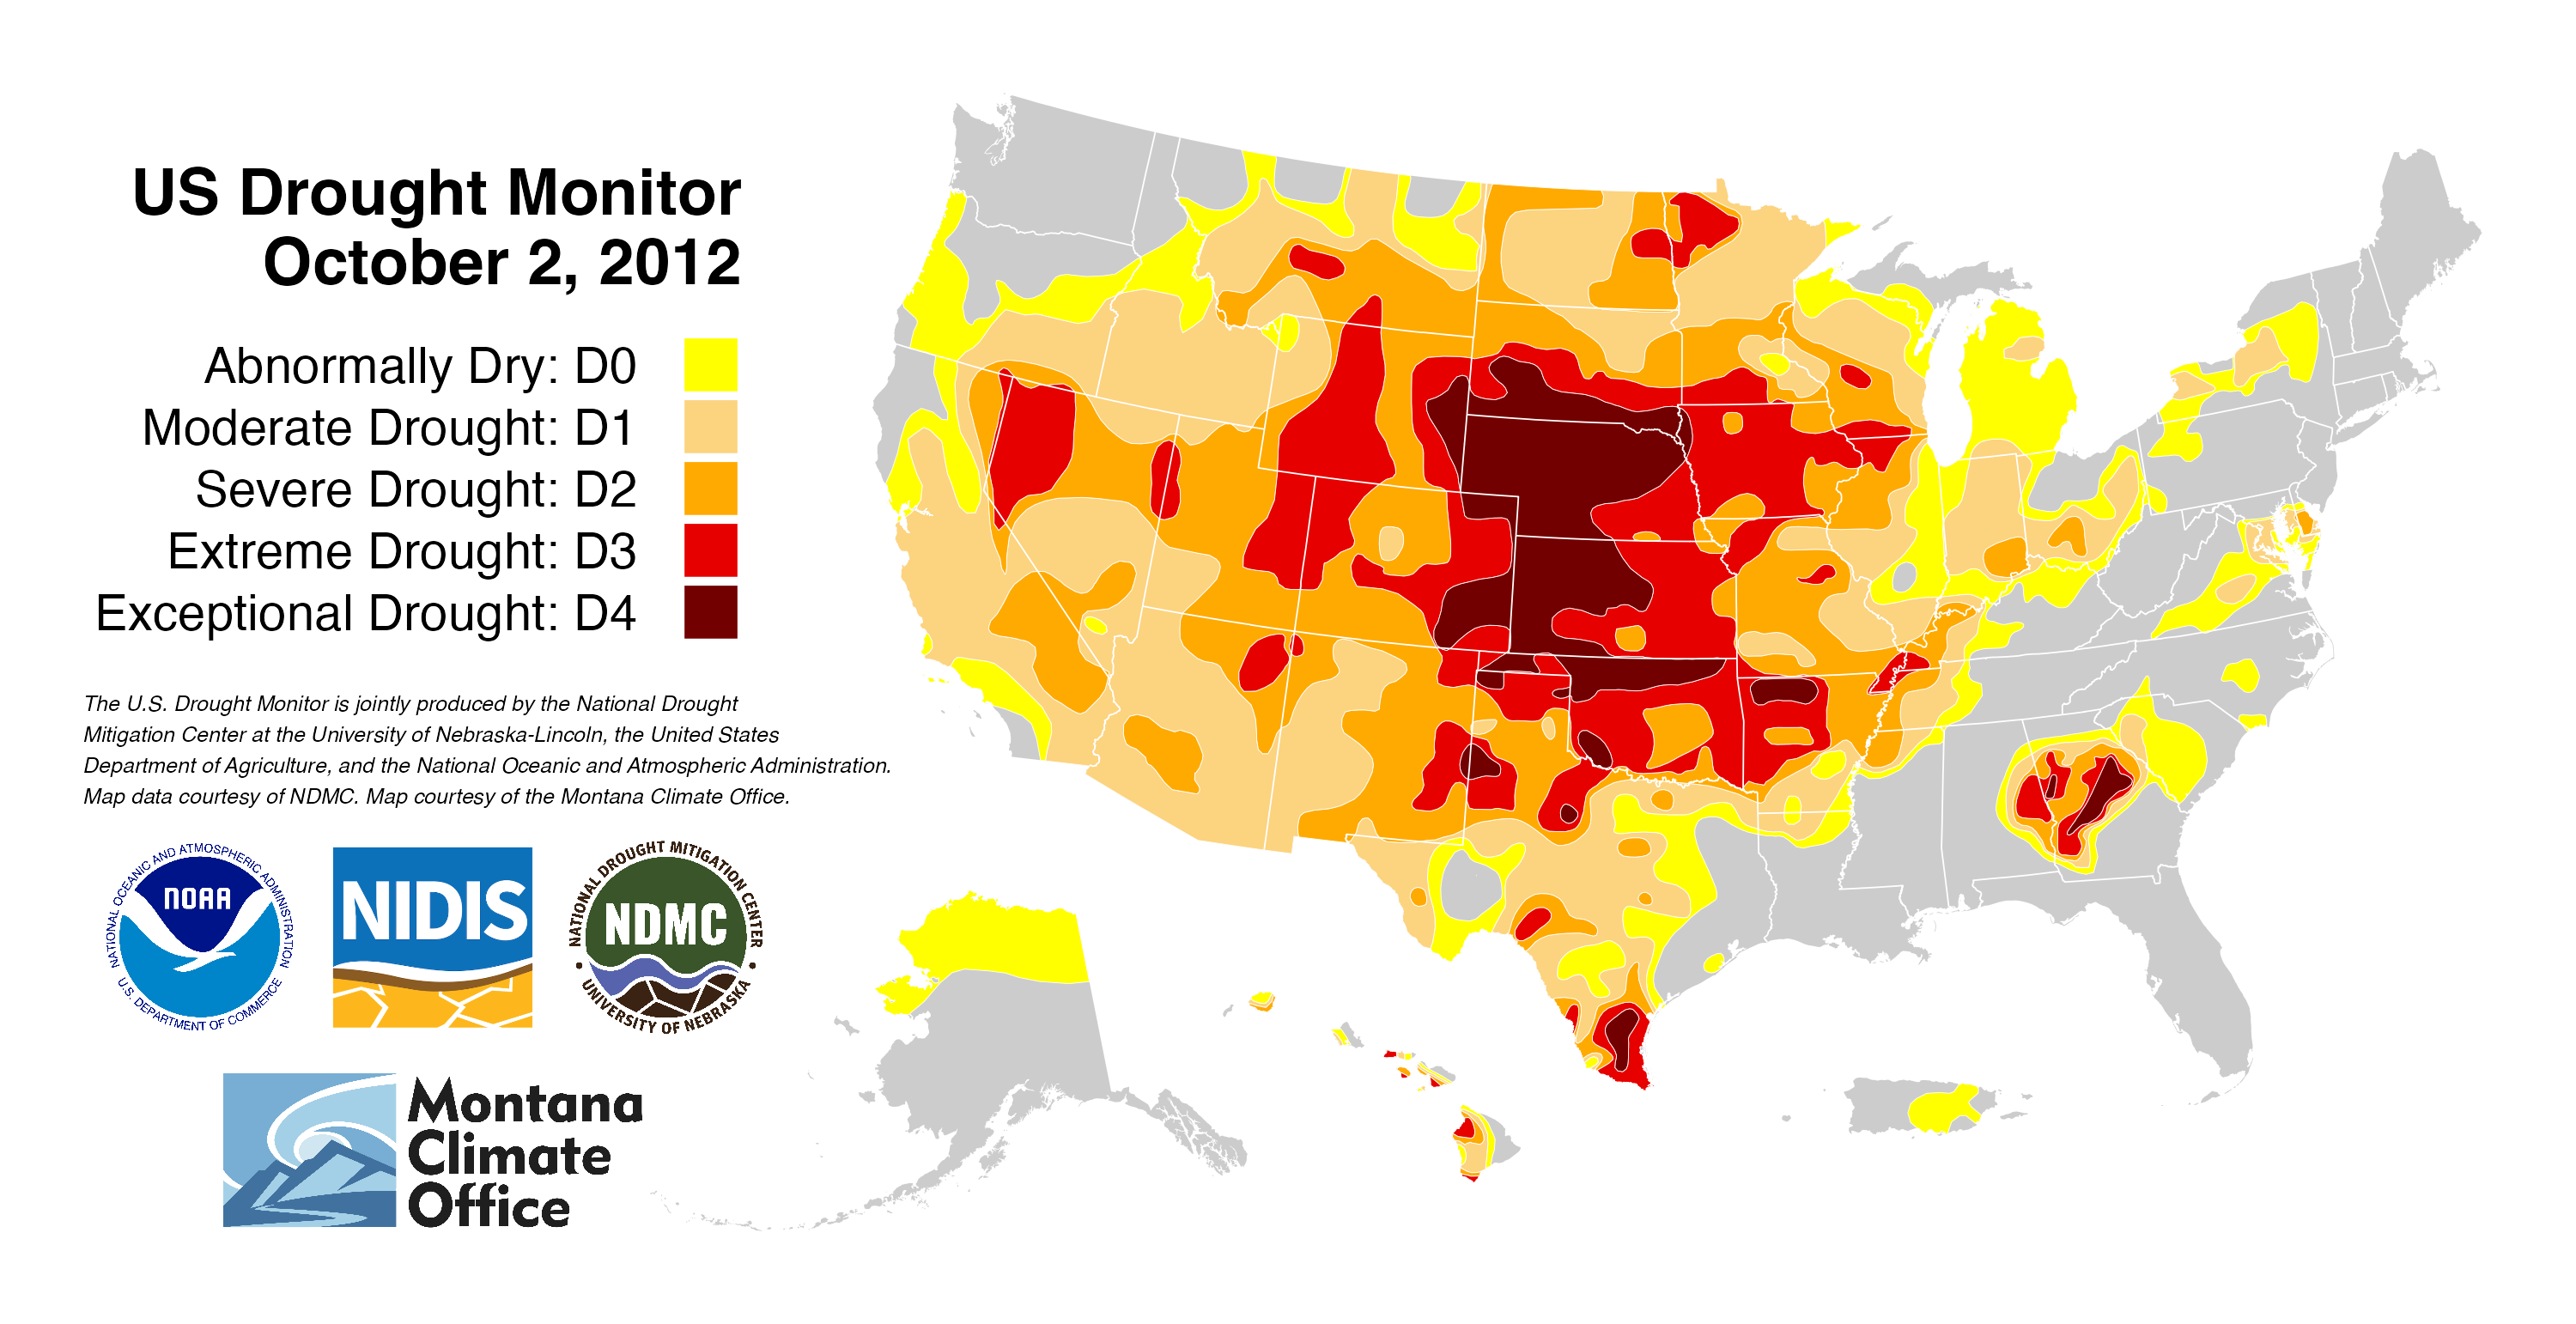 US Drought Monitor
October 2, 2012
Abnormally Dry: D0
Moderate Drought: D1
Severe Drought: D2
Extreme Drought: D3
Exceptional Drought: D4
The U.S. Drought Monitor is jointly produced by the National Drought
Mitigation Center at the University of Nebraska-Lincoln, the United States
Department of Agriculture, and the National Oceanic and Atmospheric Administration.
Map data courtesy of NDMC. Map courtesy of the Montana Climate Office.
NATIONAL OCEANIC AND ATMOSPHERIC ADMINISTRATION
NOAA
U.S. DEPARTMENT OF COMMERCE
NIDIS
NATIONAL DROUGHT MITIGATION CENTER
NDMC
UNIVERSITY OF NEBRASKA
Montana
Climate
Office